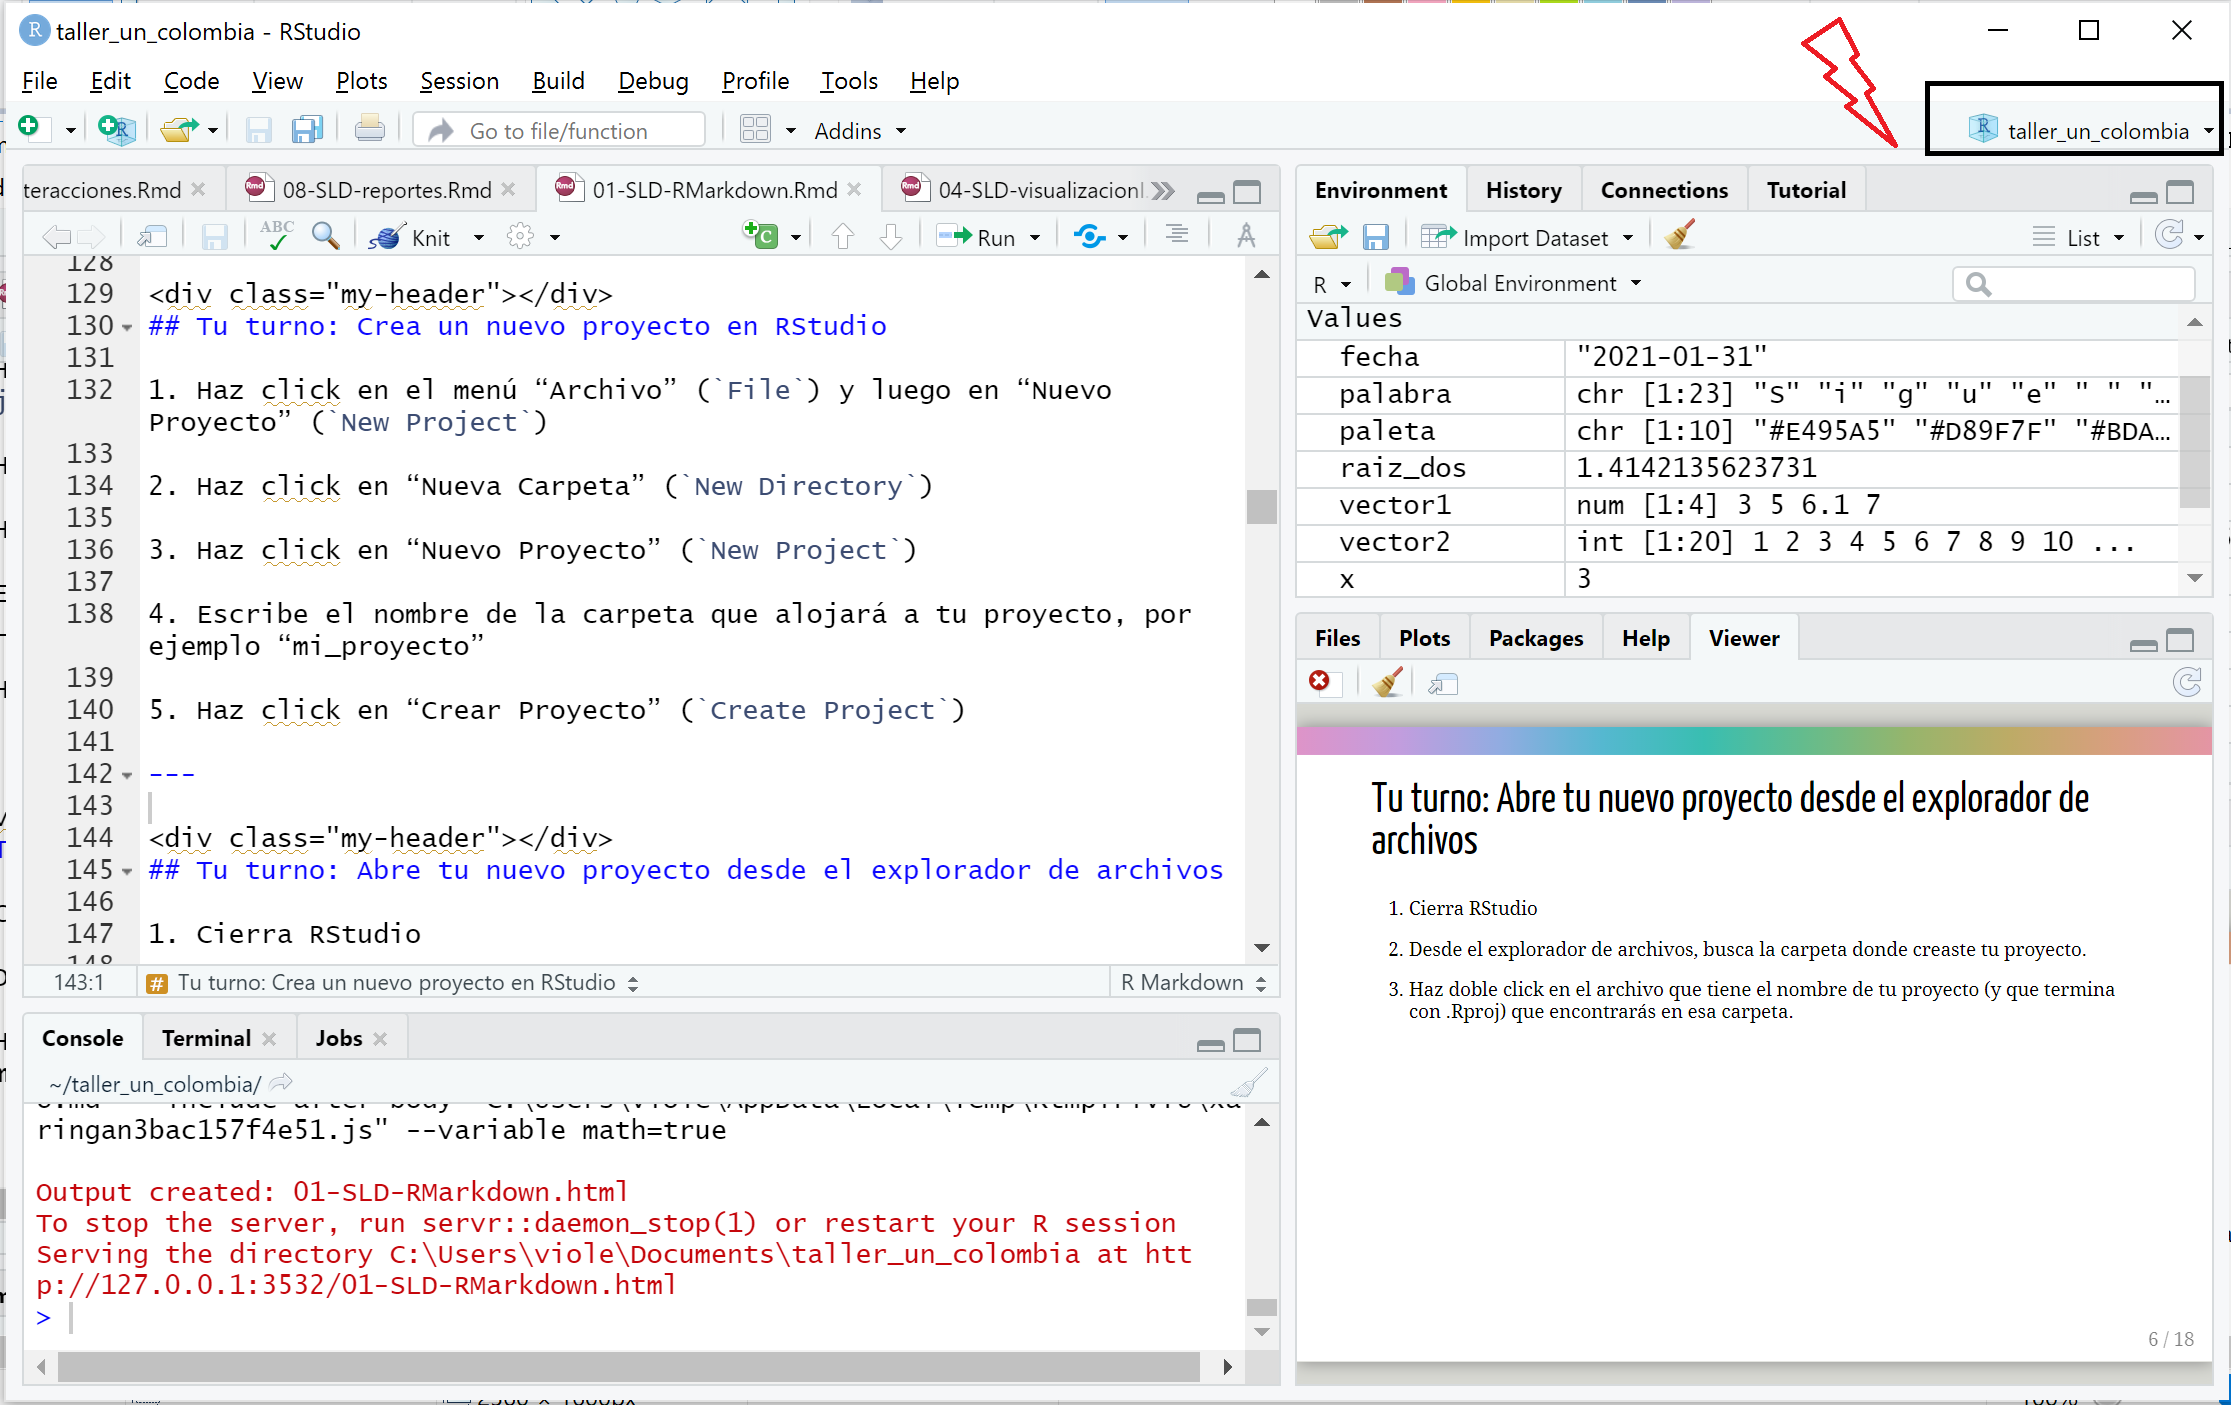 taller_un_colombia - RStudio
File Edit Code View Plots Session Build Debug Profile Tools Help
Go to file/function Addins taller_un_colombia
teracciones.Rmd 08-SLD-reportes.Rmd 01-SLD-RMarkdown.Rmd 04-SLD-visualizacion
ABC Knit Run
128
129 <div class="my-header"></div>
130 ## Tu turno: Crea un nuevo proyecto en RStudio
131
132 1. Haz click en el menú “Archivo” (`File`) y luego en “Nuevo
Proyecto” (`New Project`)
133
134 2. Haz click en “Nueva Carpeta” (`New Directory`)
135
136 3. Haz click en “Nuevo Proyecto” (`New Project`)
137
138 4. Escribe el nombre de la carpeta que alojará a tu proyecto, por
ejemplo “mi_proyecto”
139
140 5. Haz click en “Crear Proyecto” (`Create Project`)
141
142 ---
143
144 <div class="my-header"></div>
145 ## Tu turno: Abre tu nuevo proyecto desde el explorador de archivos
146
147 1. Cierra RStudio
148
143:1 # Tu turno: Crea un nuevo proyecto en RStudio R Markdown
Console Terminal Jobs
~/taller_un_colombia/
ringan3bac157f4e51.js" --variable math=true
Output created: 01-SLD-RMarkdown.html
To stop the server, run servr::daemon_stop(1) or restart your R session
Serving the directory C:\Users\viole\Documents\taller_un_colombia at htt
p://127.0.0.1:3532/01-SLD-RMarkdown.html
>
Environment History Connections Tutorial
Import Dataset List
R Global Environment
Values
fecha "2021-01-31"
palabra chr [1:23] "S" "i" "g" "u" "e" " " "...
paleta chr [1:10] "#E495A5" "#D89F7F" "#BDA...
raiz_dos 1.4142135623731
vector1 num [1:4] 3 5 6.1 7
vector2 int [1:20] 1 2 3 4 5 6 7 8 9 10 ...
x 3
Files Plots Packages Help Viewer
Tu turno: Abre tu nuevo proyecto desde el explorador de
archivos
1. Cierra RStudio
2. Desde el explorador de archivos, busca la carpeta donde creaste tu proyecto.
3. Haz doble click en el archivo que tiene el nombre de tu proyecto (y que termina
con .Rproj) que encontrarás en esa carpeta.
6 / 18